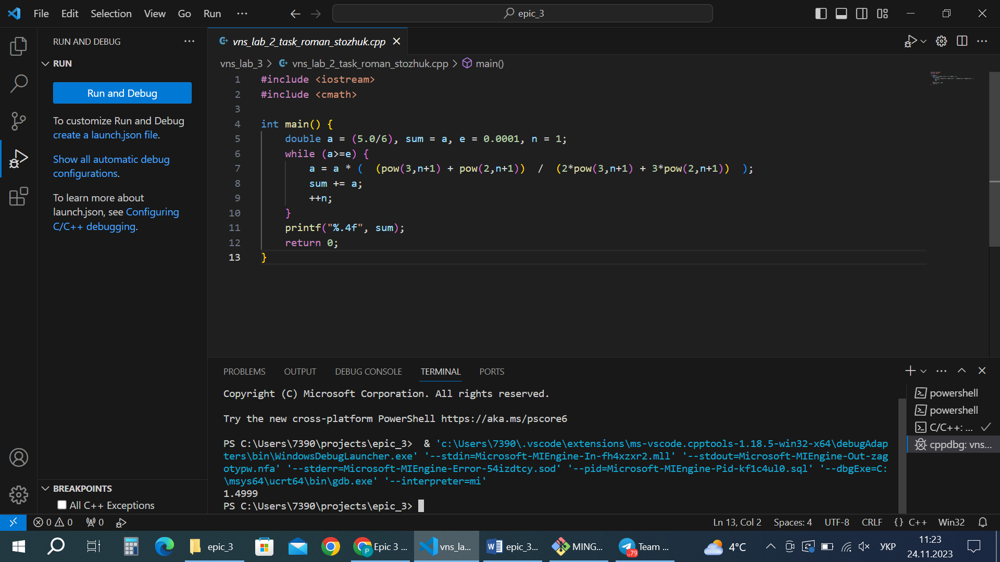 File Edit Selection View Go Run ···
epic_3
RUN AND DEBUG
RUN
Run and Debug
To customize Run and Debug
create a launch.json file.
Show all automatic debug
configurations.
To learn more about
launch.json, see Configuring
C/C++ debugging.
BREAKPOINTS
All C++ Exceptions
vns_lab_2_task_roman_stozhuk.cpp
vns_lab_3 > vns_lab_2_task_roman_stozhuk.cpp > main()
1 #include <iostream>
2 #include <cmath>
3
4 int main() {
5 double a = (5.0/6), sum = a, e = 0.0001, n = 1;
6 while (a>=e) {
7 a = a * ( (pow(3,n+1) + pow(2,n+1)) / (2*pow(3,n+1) + 3*pow(2,n+1)) );
8 sum += a;
9 ++n;
10 }
11 printf("%.4f", sum);
12 return 0;
13 }
PROBLEMS OUTPUT DEBUG CONSOLE TERMINAL PORTS
Copyright (C) Microsoft Corporation. All rights reserved.
Try the new cross-platform PowerShell https://aka.ms/pscore6
PS C:\Users\7390\projects\epic_3> & 'c:\Users\7390\.vscode\extensions\ms-vscode.cpptools-1.18.5-win32-x64\debugAdap
ters\bin\WindowsDebugLauncher.exe' '--stdin=Microsoft-MIEngine-In-fh4xzxr2.mll' '--stdout=Microsoft-MIEngine-Out-zag
otypw.nfa' '--stderr=Microsoft-MIEngine-Error-54izdtcy.sod' '--pid=Microsoft-MIEngine-Pid-kf1c4ul0.sql' '--dbgExe=C:
\msys64\ucrt64\bin\gdb.exe' '--interpreter=mi'
1.4999
PS C:\Users\7390\projects\epic_3>
powershell
powershell
C/C++: ...
cppdbg: vns...
0 0 0
Ln 13, Col 2 Spaces: 4 UTF-8 CRLF {} C++ Win32
epic_3 Epic 3 ... vns_la... epic_3... MING... Team ...
P
W
..79
4°C
УКР
11:23
24.11.2023